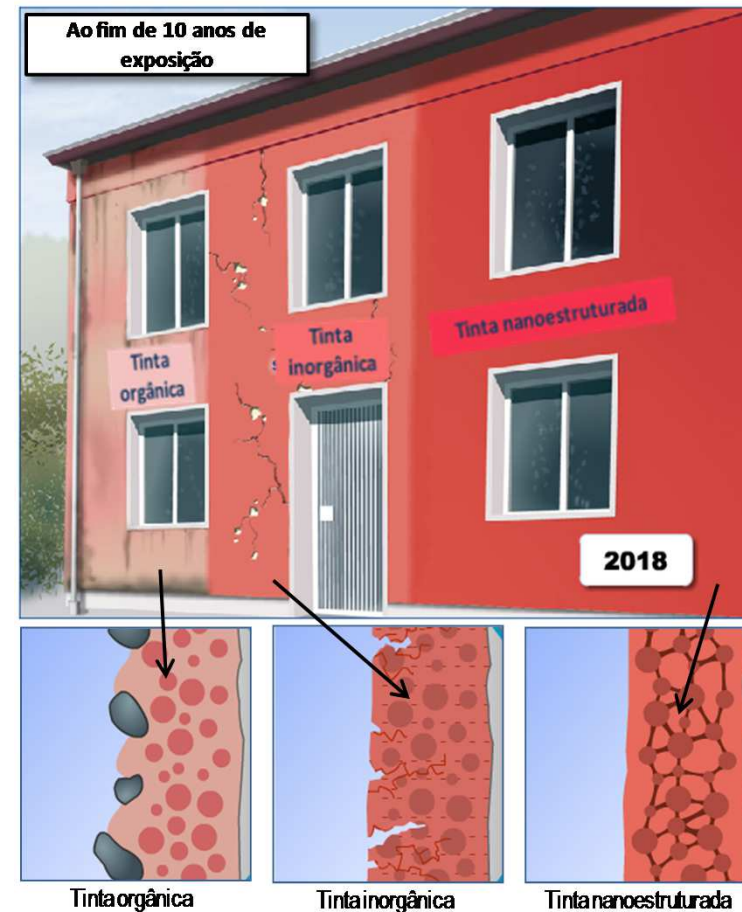 Ao fim de 10 anos de
exposição
Tinta
orgânica
Tinta
inorgânica
Tinta nanoestruturada
2018
Tinta orgânica
Tinta inorgânica
Tinta nanoestruturada